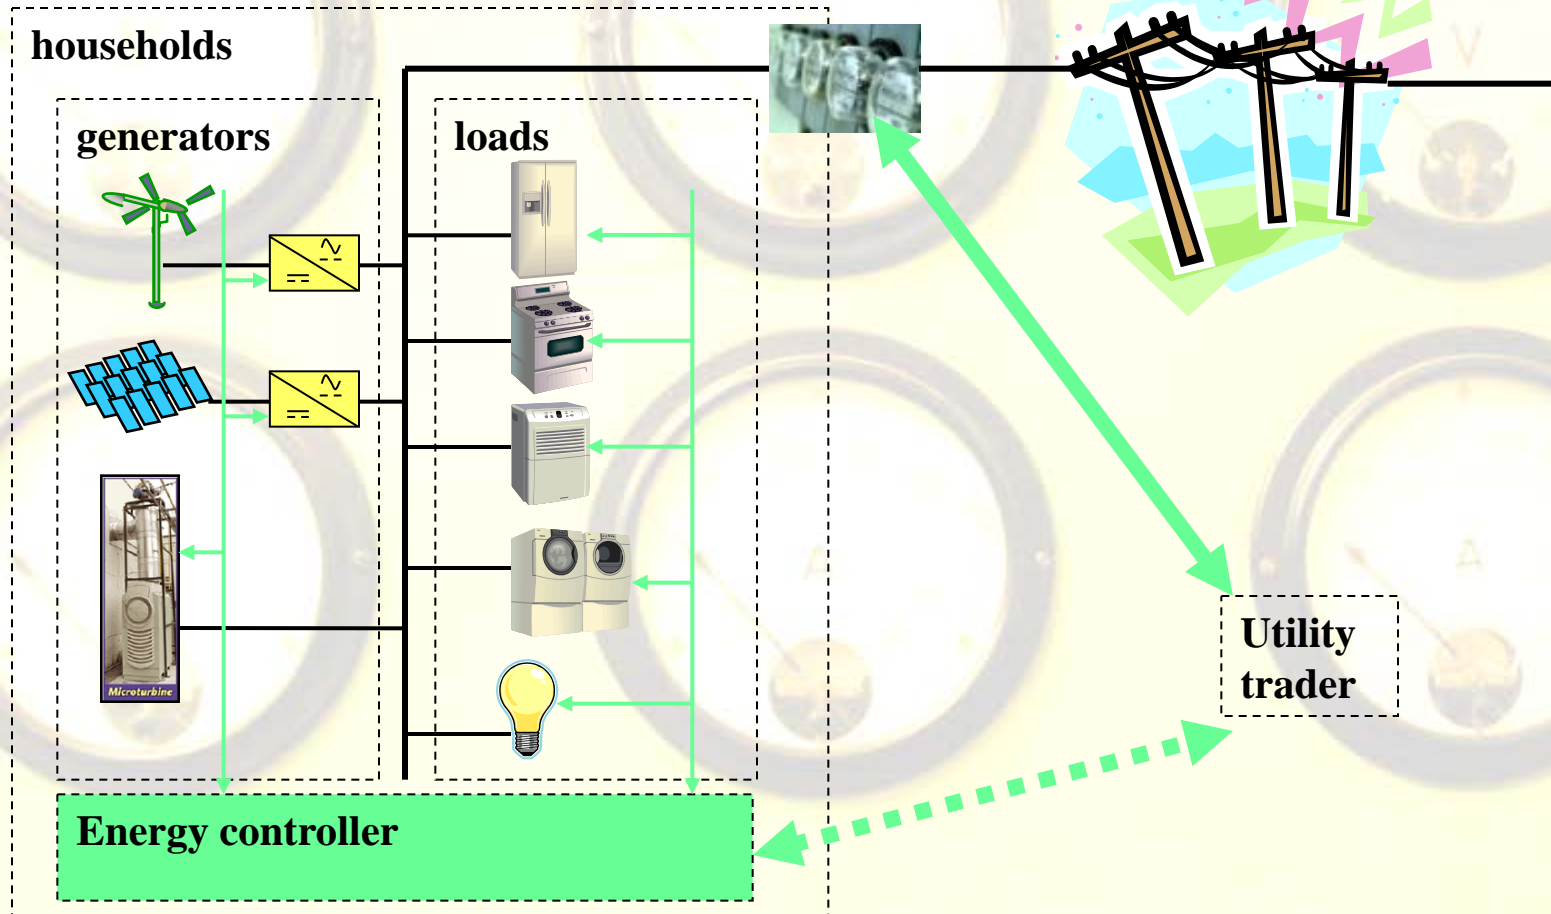 households
generators
loads
Microturbine
Utility
trader
Energy controller
V
A
A